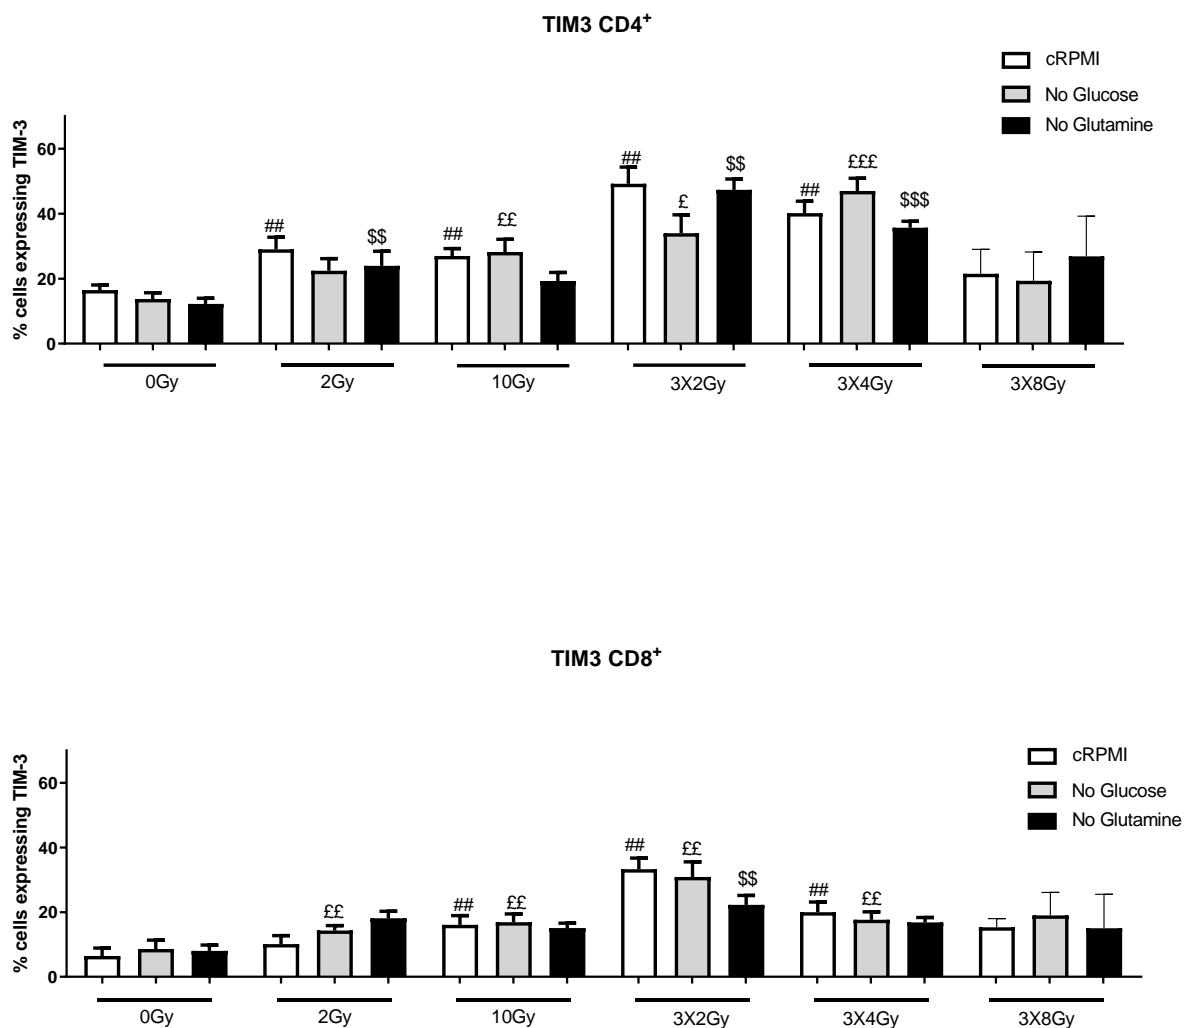 TIM3 CD4⁺
cRPMI
No Glucose
No Glutamine
% cells expressing TIM-3
60
40
20
0
## $$
## ££
## £ $$
## £££ $$$
0Gy 2Gy 10Gy 3X2Gy 3X4Gy 3X8Gy
TIM3 CD8⁺
cRPMI
No Glucose
No Glutamine
% cells expressing TIM-3
60
40
20
0
££
## ££
## ££ $$
## ££
0Gy 2Gy 10Gy 3X2Gy 3X4Gy 3X8Gy